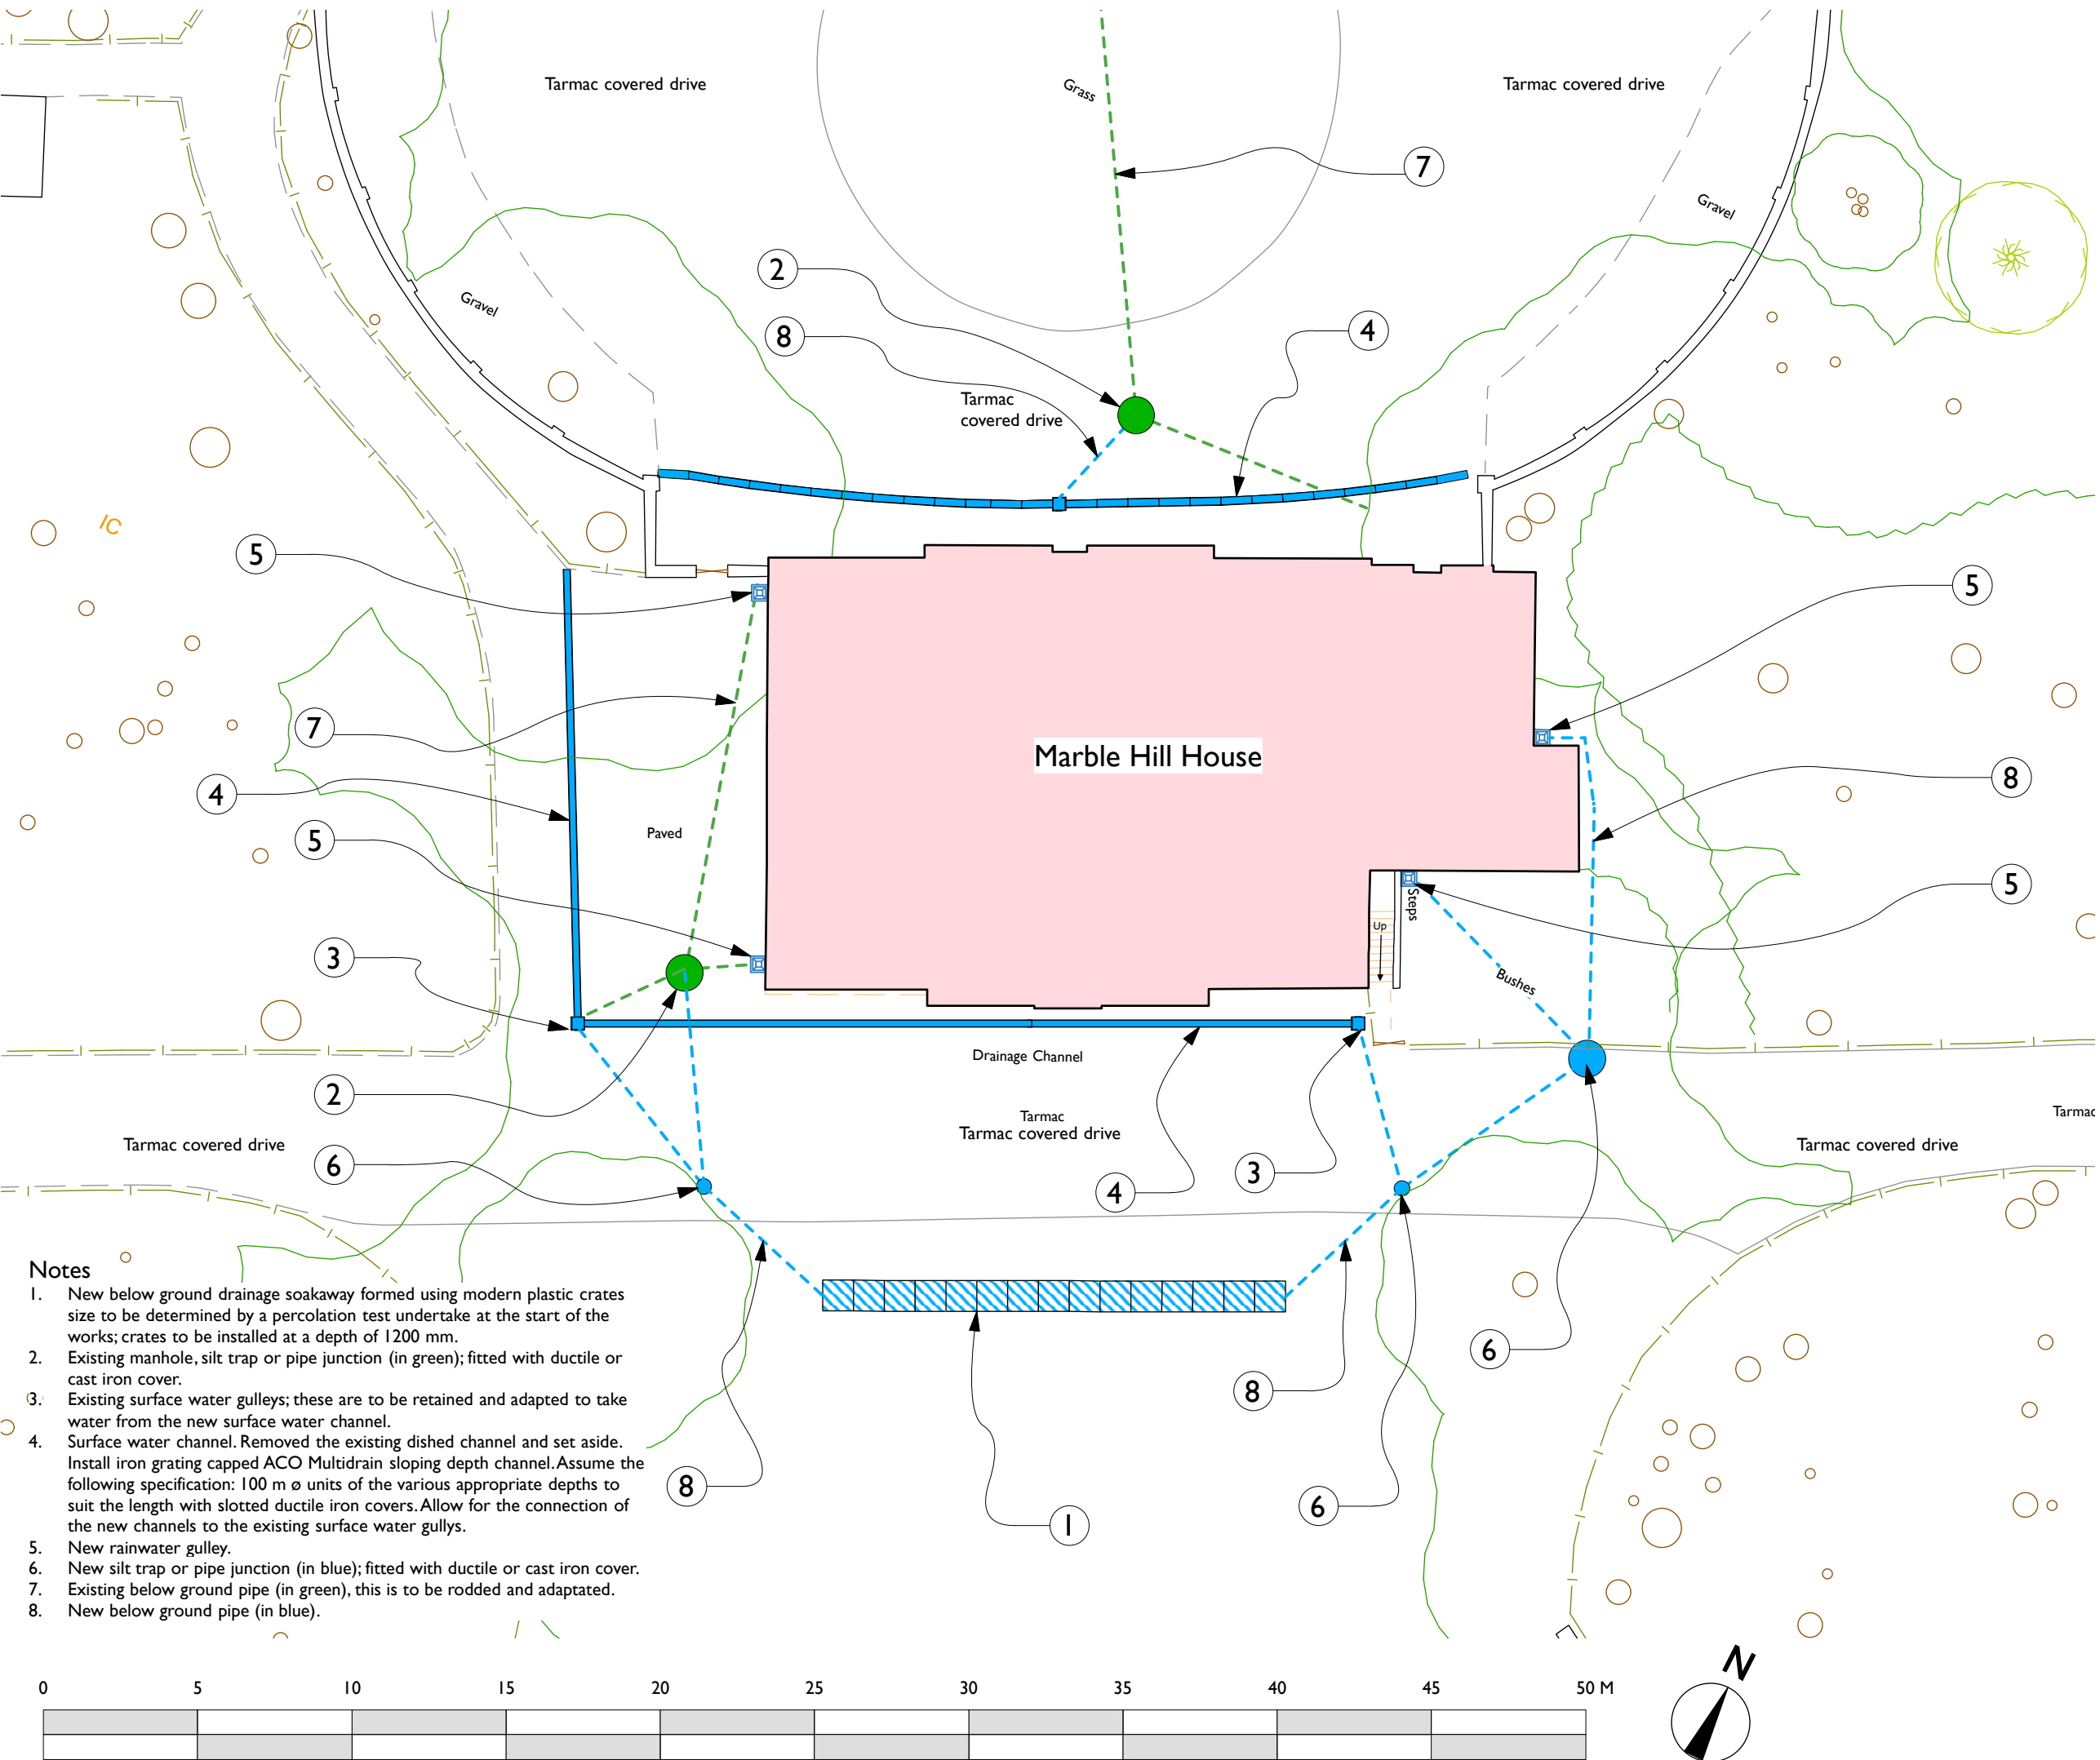 Tarmac covered drive
Grass
Tarmac covered drive
7
Gravel
2
Gravel
8
4
Tarmac
covered drive
IC
5
5
7
Marble Hill House
8
4
Paved
5
5
Steps
Up
3
Bushes
Drainage Channel
2
Tarmac
Tarmac covered drive
Tarmac
Tarmac covered drive
Tarmac covered drive
6
3
4
6
8
8
6
1
Notes
1. New below ground drainage soakaway formed using modern plastic crates
size to be determined by a percolation test undertake at the start of the
works; crates to be installed at a depth of 1200 mm.
2. Existing manhole, silt trap or pipe junction (in green); fitted with ductile or
cast iron cover.
3. Existing surface water gulleys; these are to be retained and adapted to take
water from the new surface water channel.
4. Surface water channel. Removed the existing dished channel and set aside.
Install iron grating capped ACO Multidrain sloping depth channel. Assume the
following specification: 100 m ø units of the various appropriate depths to
suit the length with slotted ductile iron covers. Allow for the connection of
the new channels to the existing surface water gullys.
5. New rainwater gulley.
6. New silt trap or pipe junction (in blue); fitted with ductile or cast iron cover.
7. Existing below ground pipe (in green), this is to be rodded and adaptated.
8. New below ground pipe (in blue).
N
0 5 10 15 20 25 30 35 40 45 50 M